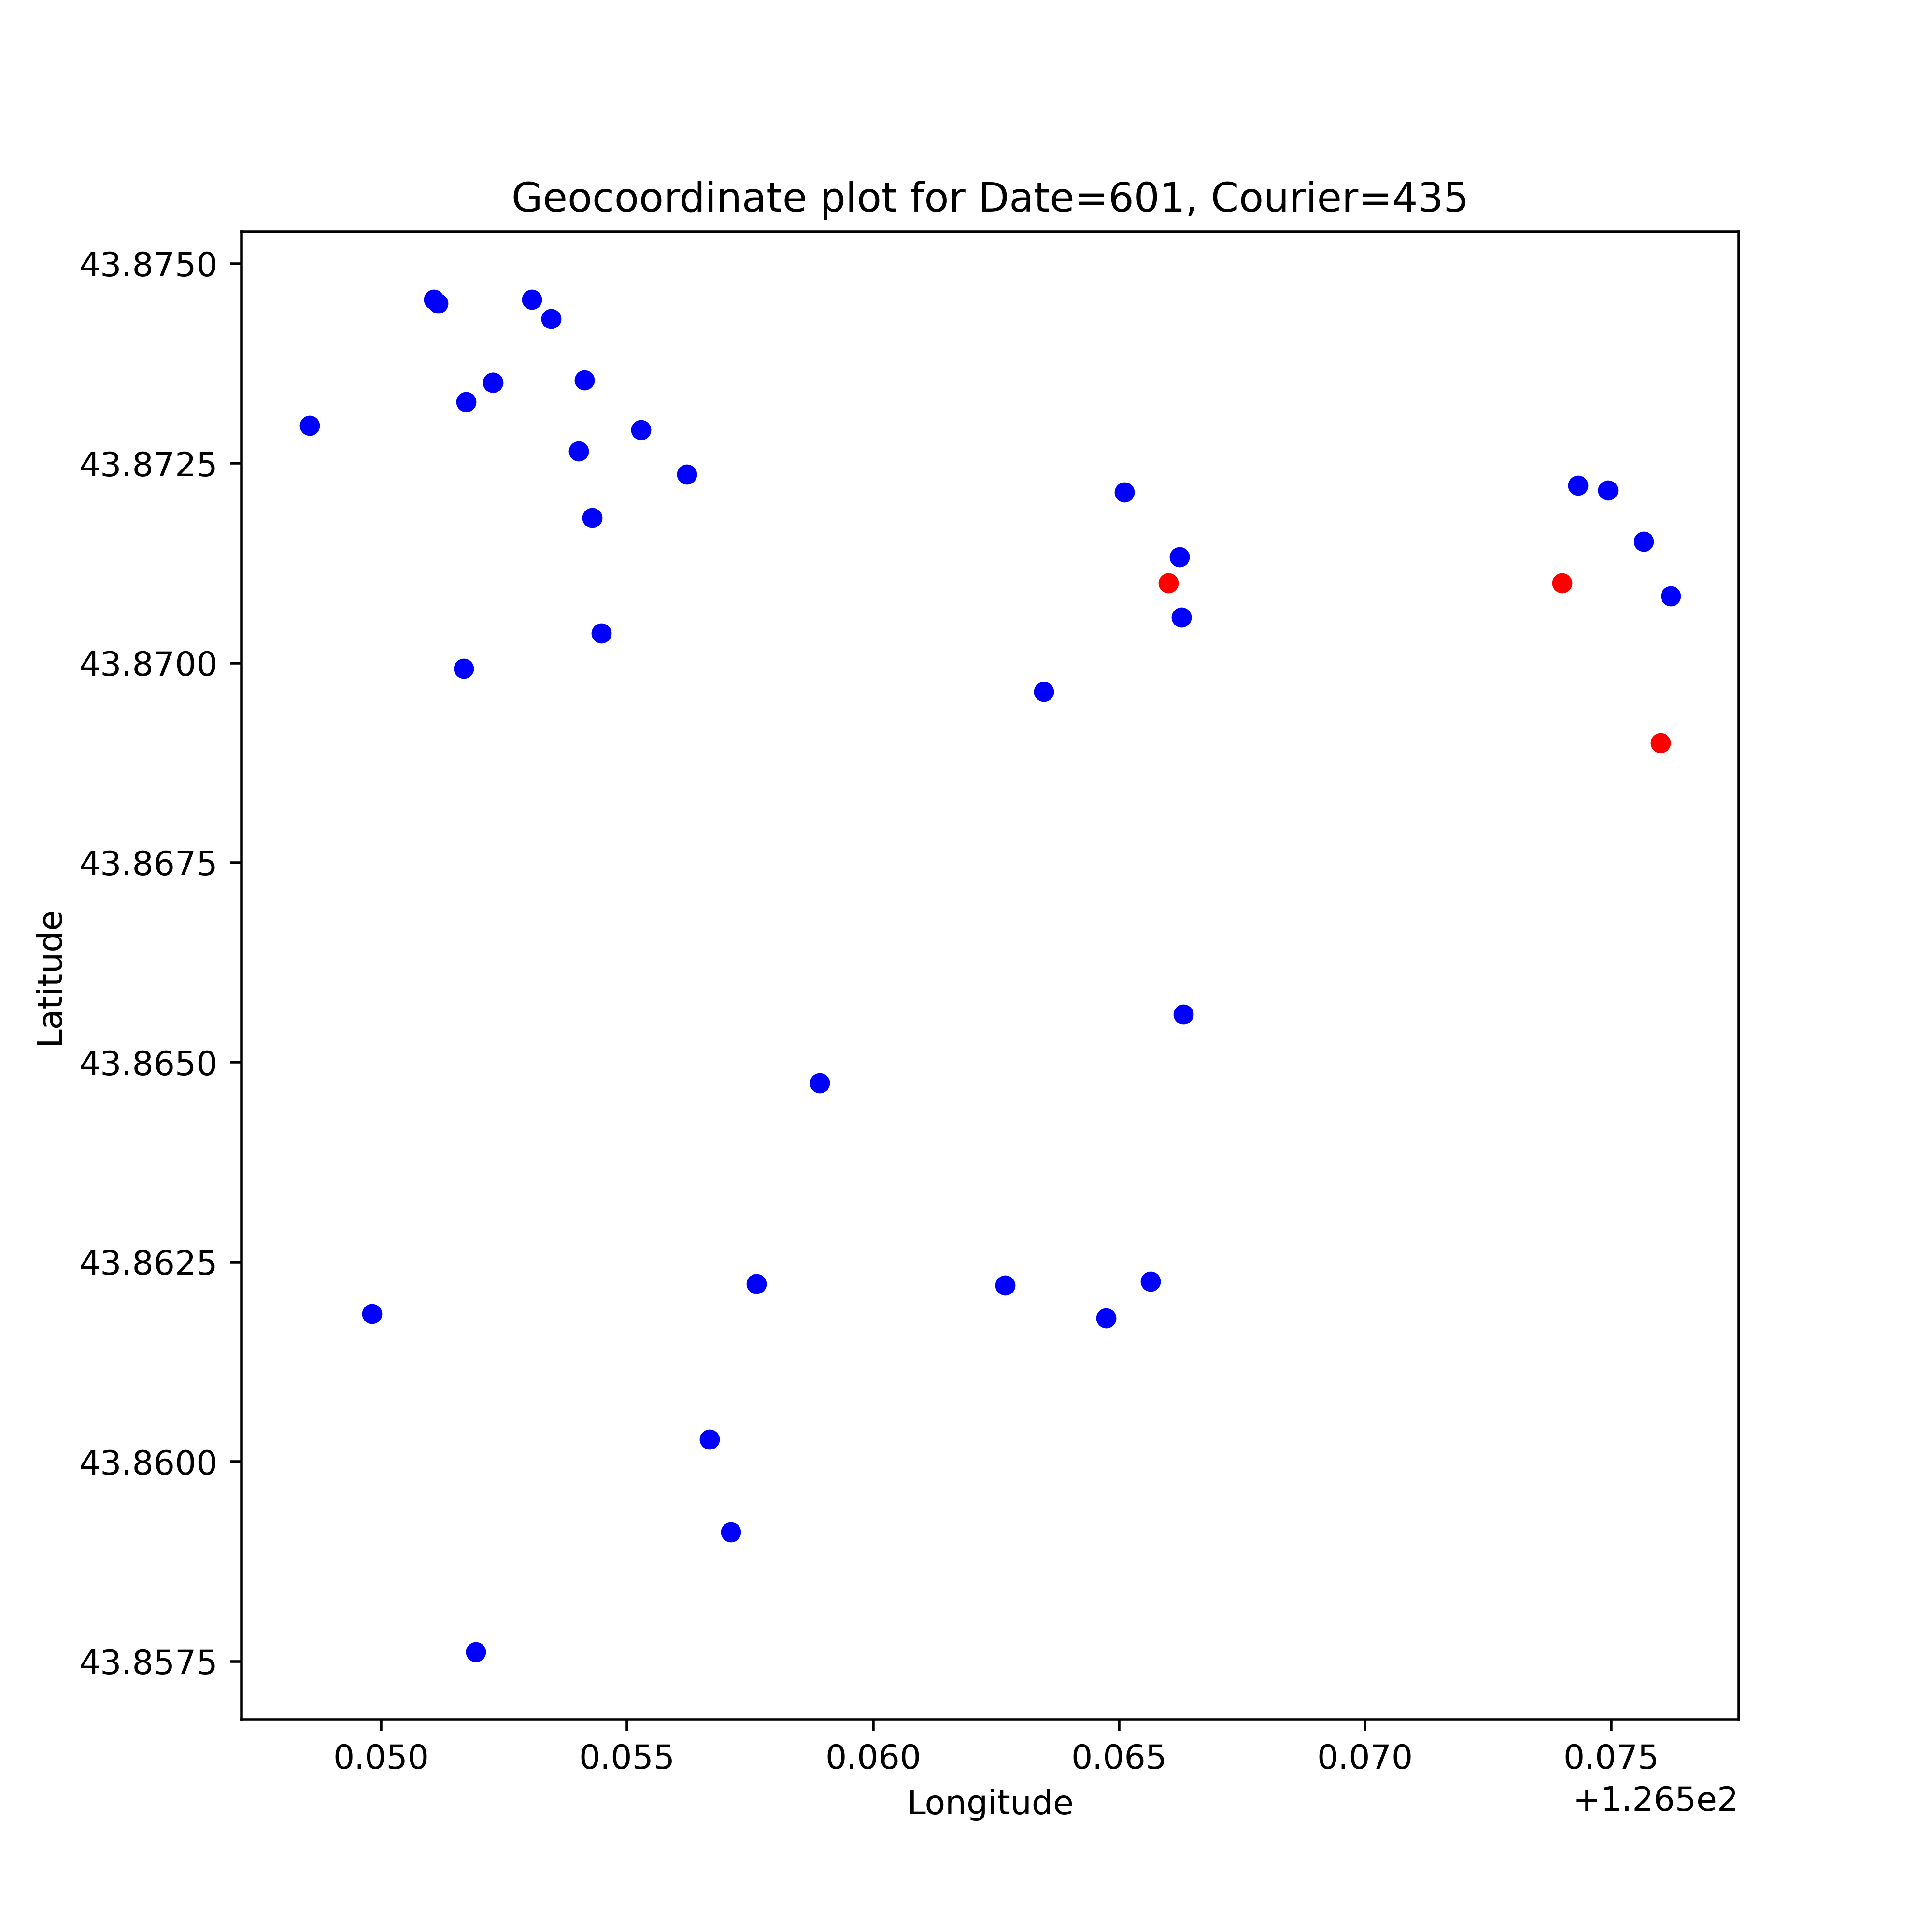 Geocoordinate plot for Date=601, Courier=435
43.8750
43.8725
43.8700
43.8675
43.8650
43.8625
43.8600
43.8575
Latitude
0.050 0.055 0.060 0.065 0.070 0.075
+1.265e2
Longitude